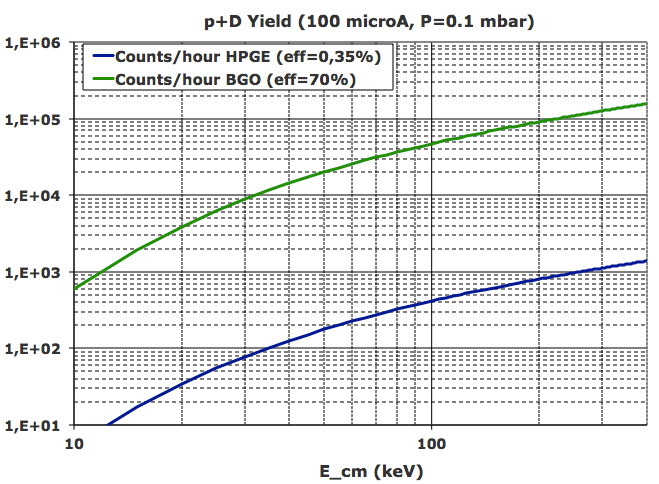 p+D Yield (100 microA, P=0.1 mbar)
1,E+06
Counts/hour HPGE (eff=0,35%)
Counts/hour BGO (eff=70%)
1,E+05
1,E+04
1,E+03
1,E+02
1,E+01
10
100
E_cm (keV)